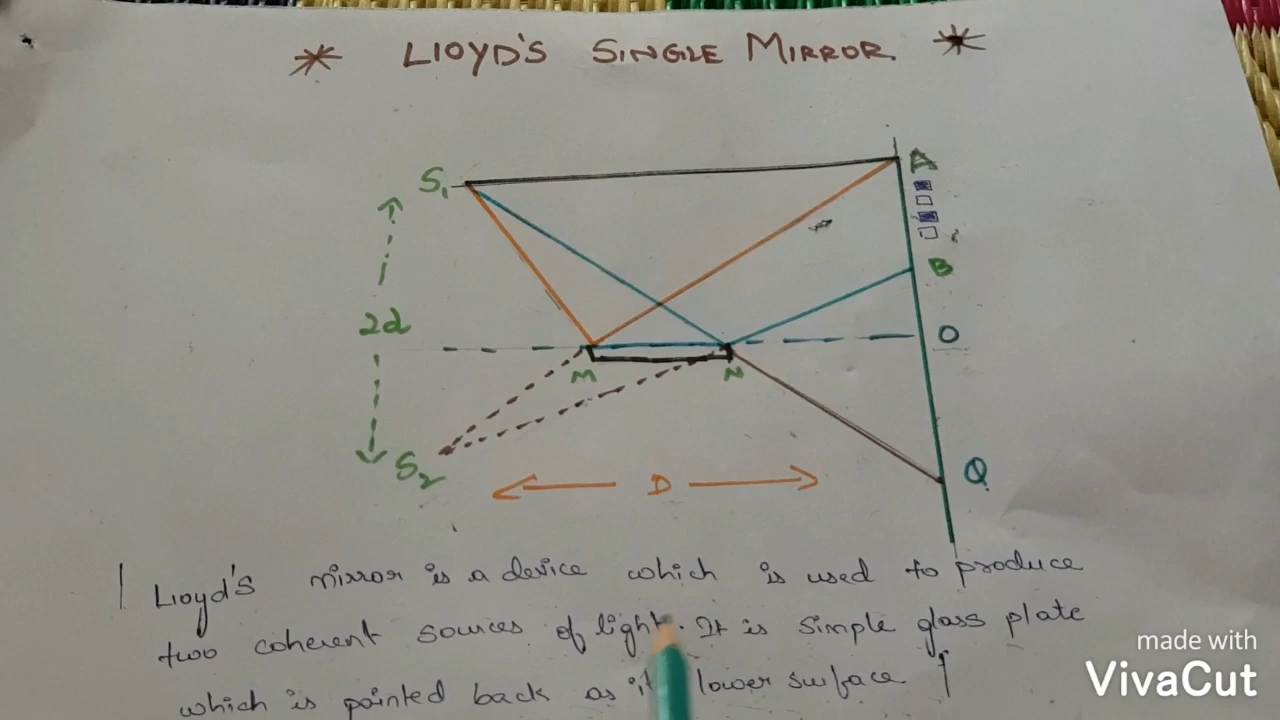 * LLOYD'S SINGLE MIRROR *
S₁
A
B
2d
O
M
N
S₂
Q
D
Lloyd's mirror is a device which is used to produce
two coherent sources of light. It is simple glass plate
which is painted back as it lower surface
made with
VivaCut